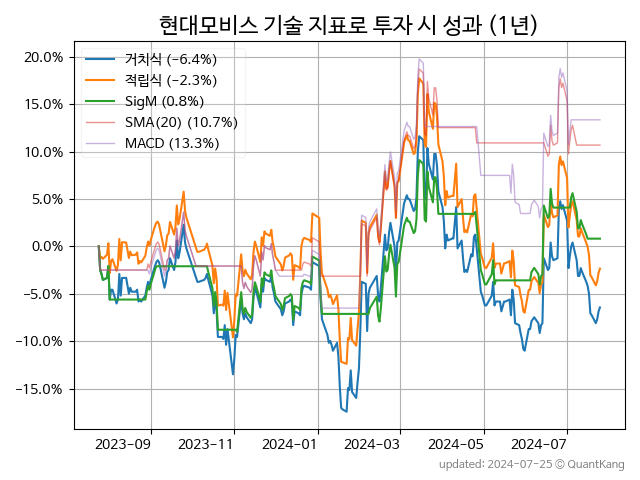 현대모비스 기술 지표로 투자 시 성과 (1년)
20.0%
15.0%
10.0%
5.0%
0.0%
−5.0%
−10.0%
−15.0%
거치식 (−6.4%)
적립식 (−2.3%)
SigM (0.8%)
SMA(20) (10.7%)
MACD (13.3%)
2023-09
2023-11
2024-01
2024-03
2024-05
2024-07
updated: 2024-07-25 © QuantKang